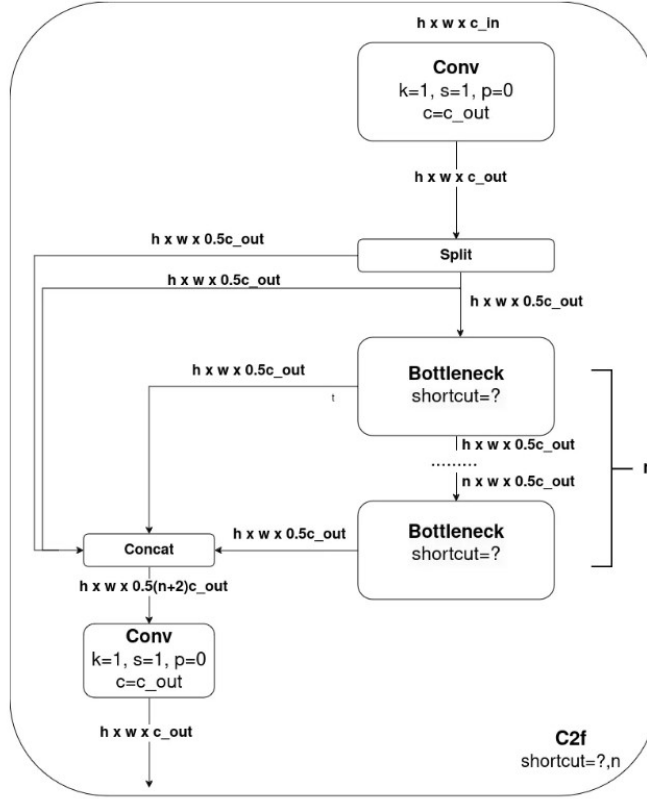 h x w x c_in
Conv
k=1, s=1, p=0
c=c_out
h x w x c_out
h x w x 0.5c_out
Split
h x w x 0.5c_out
h x w x 0.5c_out
Bottleneck
shortcut=?
h x w x 0.5c_out
t
h x w x 0.5c_out
.........
n x w x 0.5c_out
n
Bottleneck
shortcut=?
h x w x 0.5c_out
Concat
h x w x 0.5(n+2)c_out
Conv
k=1, s=1, p=0
c=c_out
h x w x c_out
C2f
shortcut=?,n